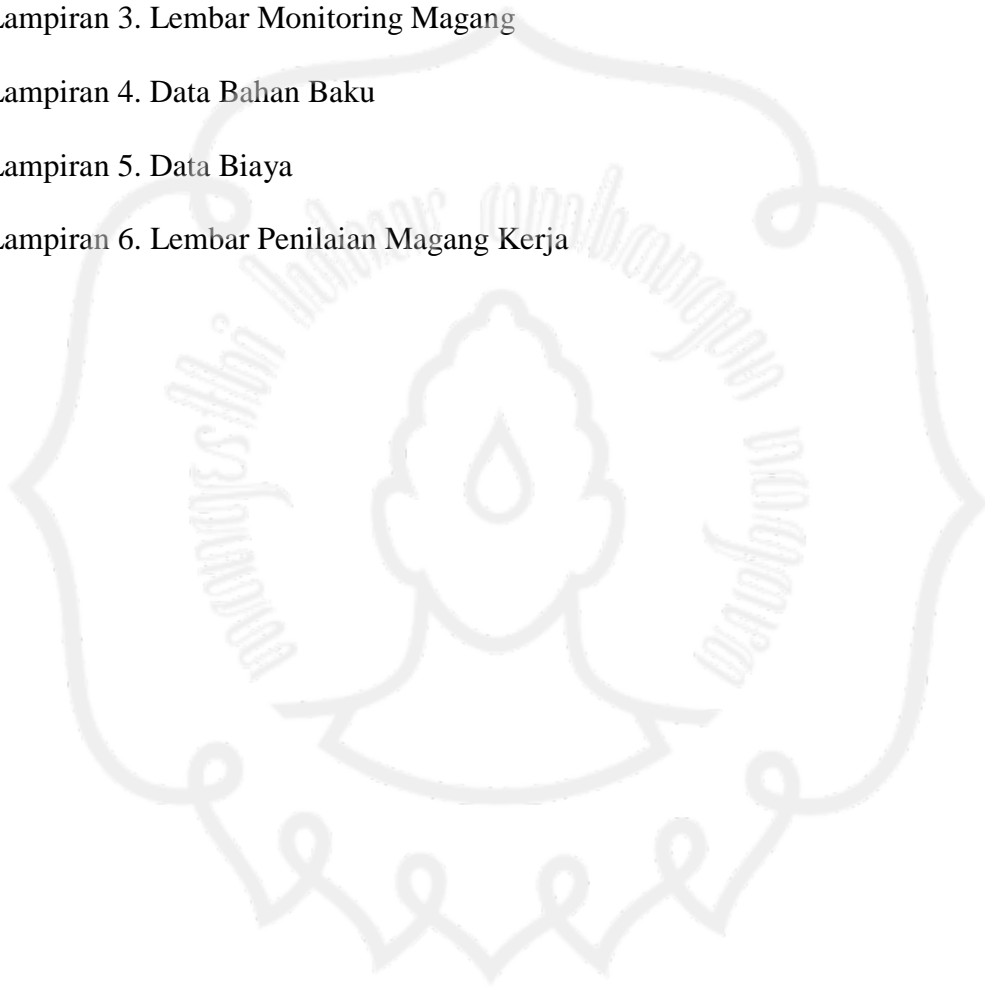 Lampiran 3. Lembar Monitoring Magang
Lampiran 4. Data Bahan Baku
Lampiran 5. Data Biaya
Lampiran 6. Lembar Penilaian Magang Kerja